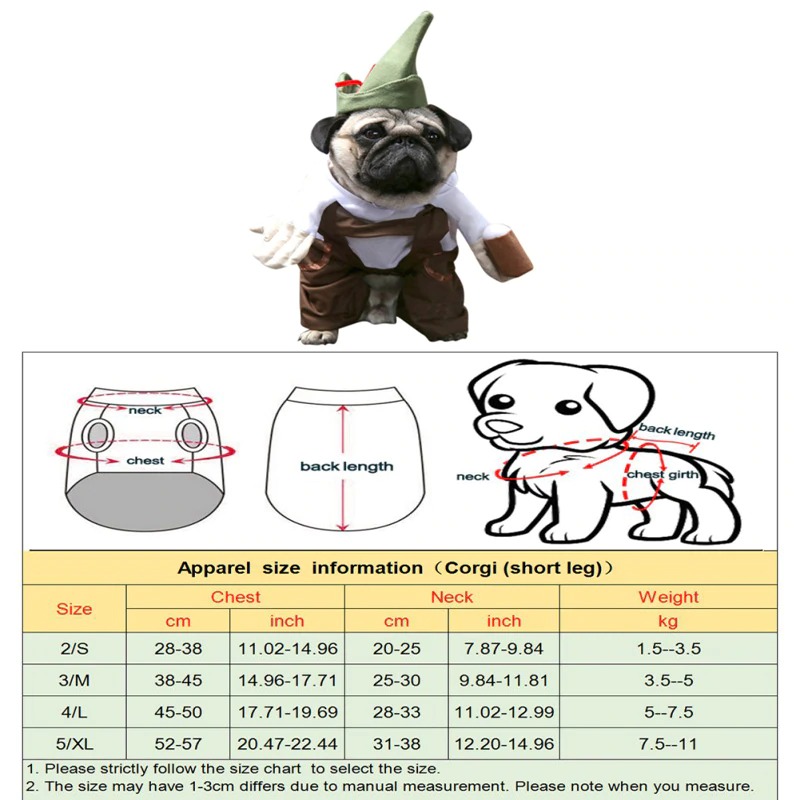 neck
chest
back length
back length
neck
chest girth
Apparel size information（Corgi (short leg)）
Size Chest Neck Weight
cm inch cm inch kg
2/S 28-38 11.02-14.96 20-25 7.87-9.84 1.5--3.5
3/M 38-45 14.96-17.71 25-30 9.84-11.81 3.5--5
4/L 45-50 17.71-19.69 28-33 11.02-12.99 5--7.5
5/XL 52-57 20.47-22.44 31-38 12.20-14.96 7.5--11
1. Please strictly follow the size chart to select the size.
2. The size may have 1-3cm differs due to manual measurement. Please note when you measure.